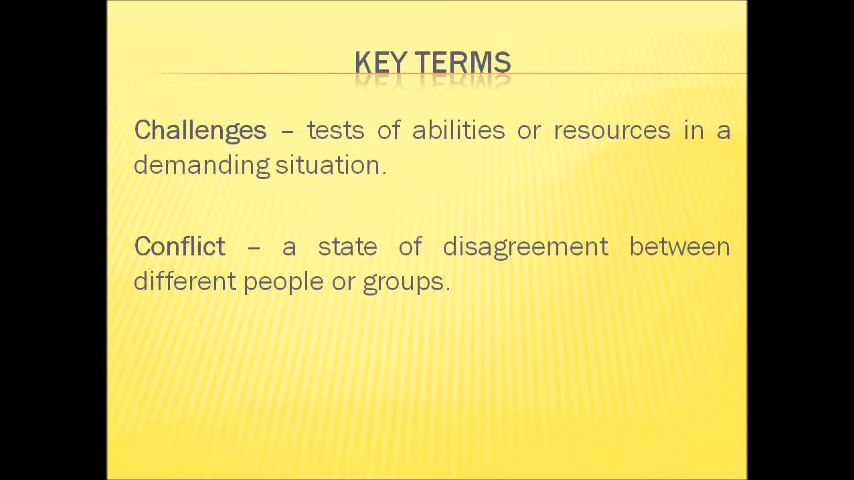 KEY TERMS
Challenges – tests of abilities or resources in a
demanding situation.
Conflict – a state of disagreement between
different people or groups.